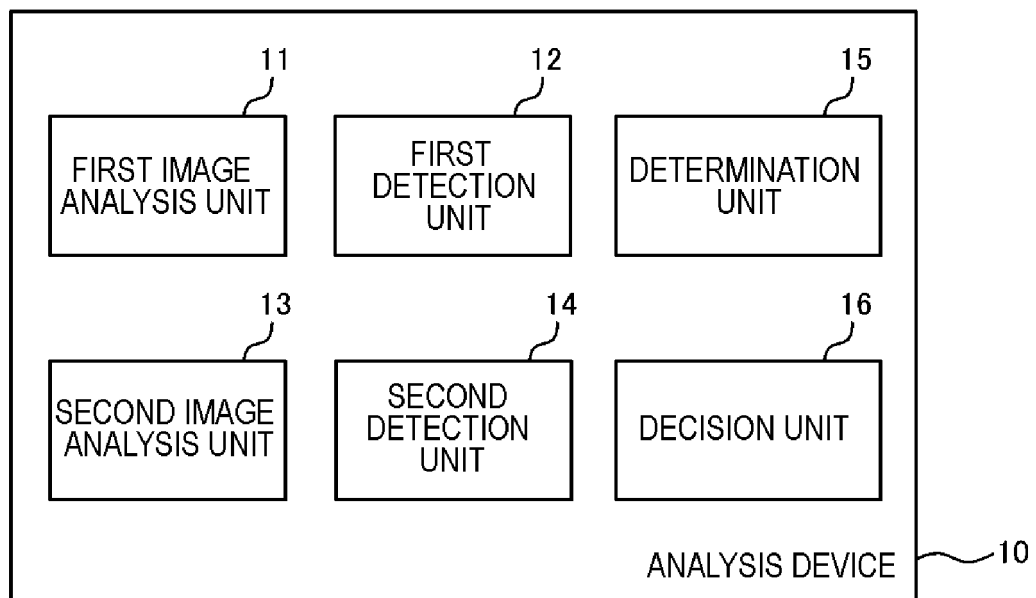 11
12
15
FIRST IMAGE
ANALYSIS UNIT
FIRST
DETECTION
UNIT
DETERMINATION
UNIT
13
14
16
SECOND IMAGE
ANALYSIS UNIT
SECOND
DETECTION
UNIT
DECISION UNIT
ANALYSIS DEVICE
10